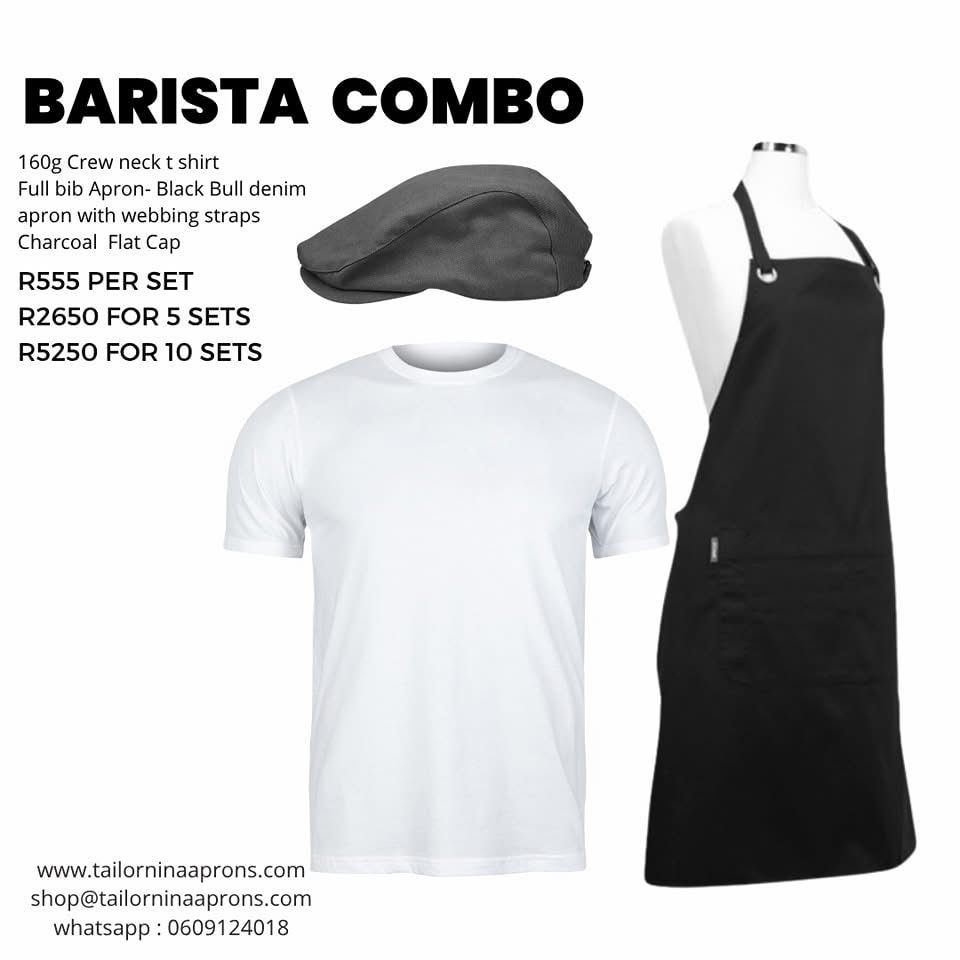 BARISTA COMBO
160g Crew neck t shirt
Full bib Apron- Black Bull denim
apron with webbing straps
Charcoal  Flat Cap
R555 PER SET
R2650 FOR 5 SETS
R5250 FOR 10 SETS
www.tailorninaaprons.com
shop@tailorninaaprons.com
whatsapp : 0609124018